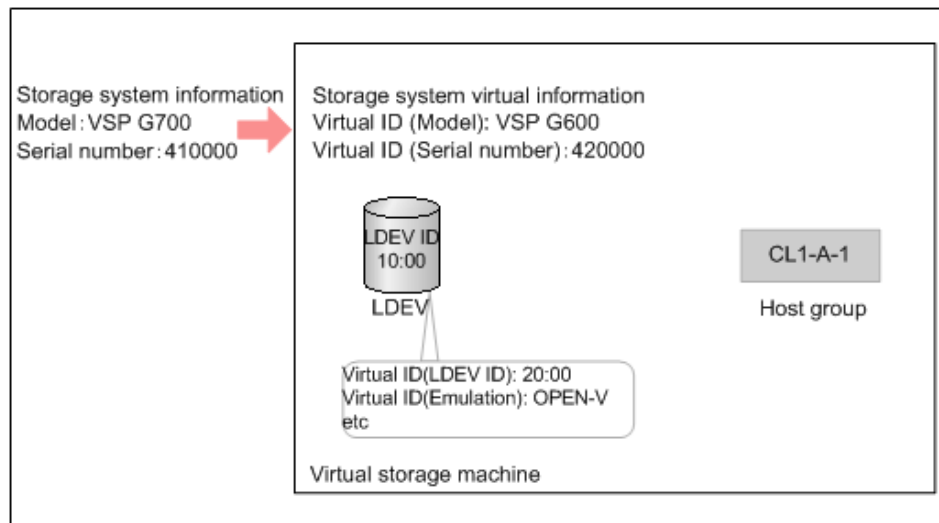 Storage system information
Model:VSP G700
Serial number:410000
Storage system virtual information
Virtual ID (Model): VSP G600
Virtual ID (Serial number):420000
LDEV ID
10:00
LDEV
CL1-A-1
Host group
Virtual ID(LDEV ID): 20:00
Virtual ID(Emulation): OPEN-V
etc
Virtual storage machine